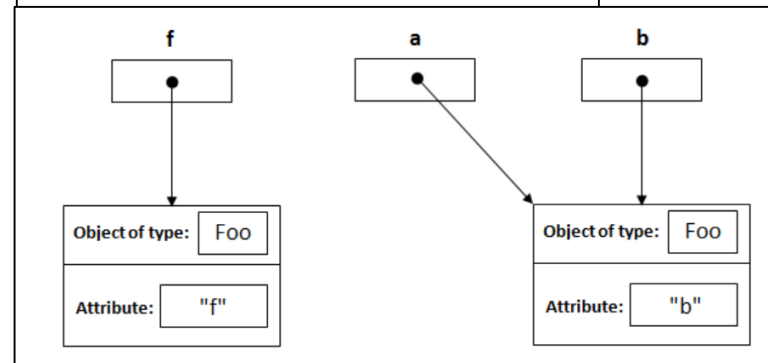 f a b
Object of type: Foo Object of type: Foo
Attribute: "f" Attribute: "b"